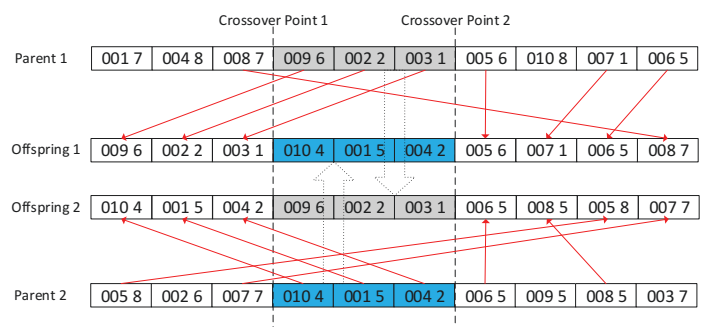 Crossover Point 1 Crossover Point 2
Parent 1 001 7 004 8 008 7 009 6 002 2 003 1 005 6 010 8 007 1 006 5
Offspring 1 009 6 002 2 003 1 010 4 001 5 004 2 005 6 007 1 006 5 008 7
Offspring 2 010 4 001 5 004 2 009 6 002 2 003 1 006 5 008 5 005 8 007 7
Parent 2 005 8 002 6 007 7 010 4 001 5 004 2 006 5 009 5 008 5 003 7